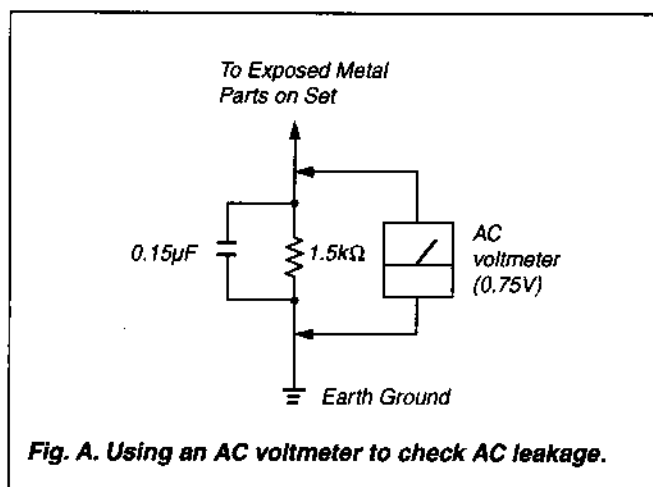 To Exposed Metal
Parts on Set
0.15µF
1.5kΩ
AC
voltmeter
(0.75V)
Earth Ground
Fig. A. Using an AC voltmeter to check AC leakage.